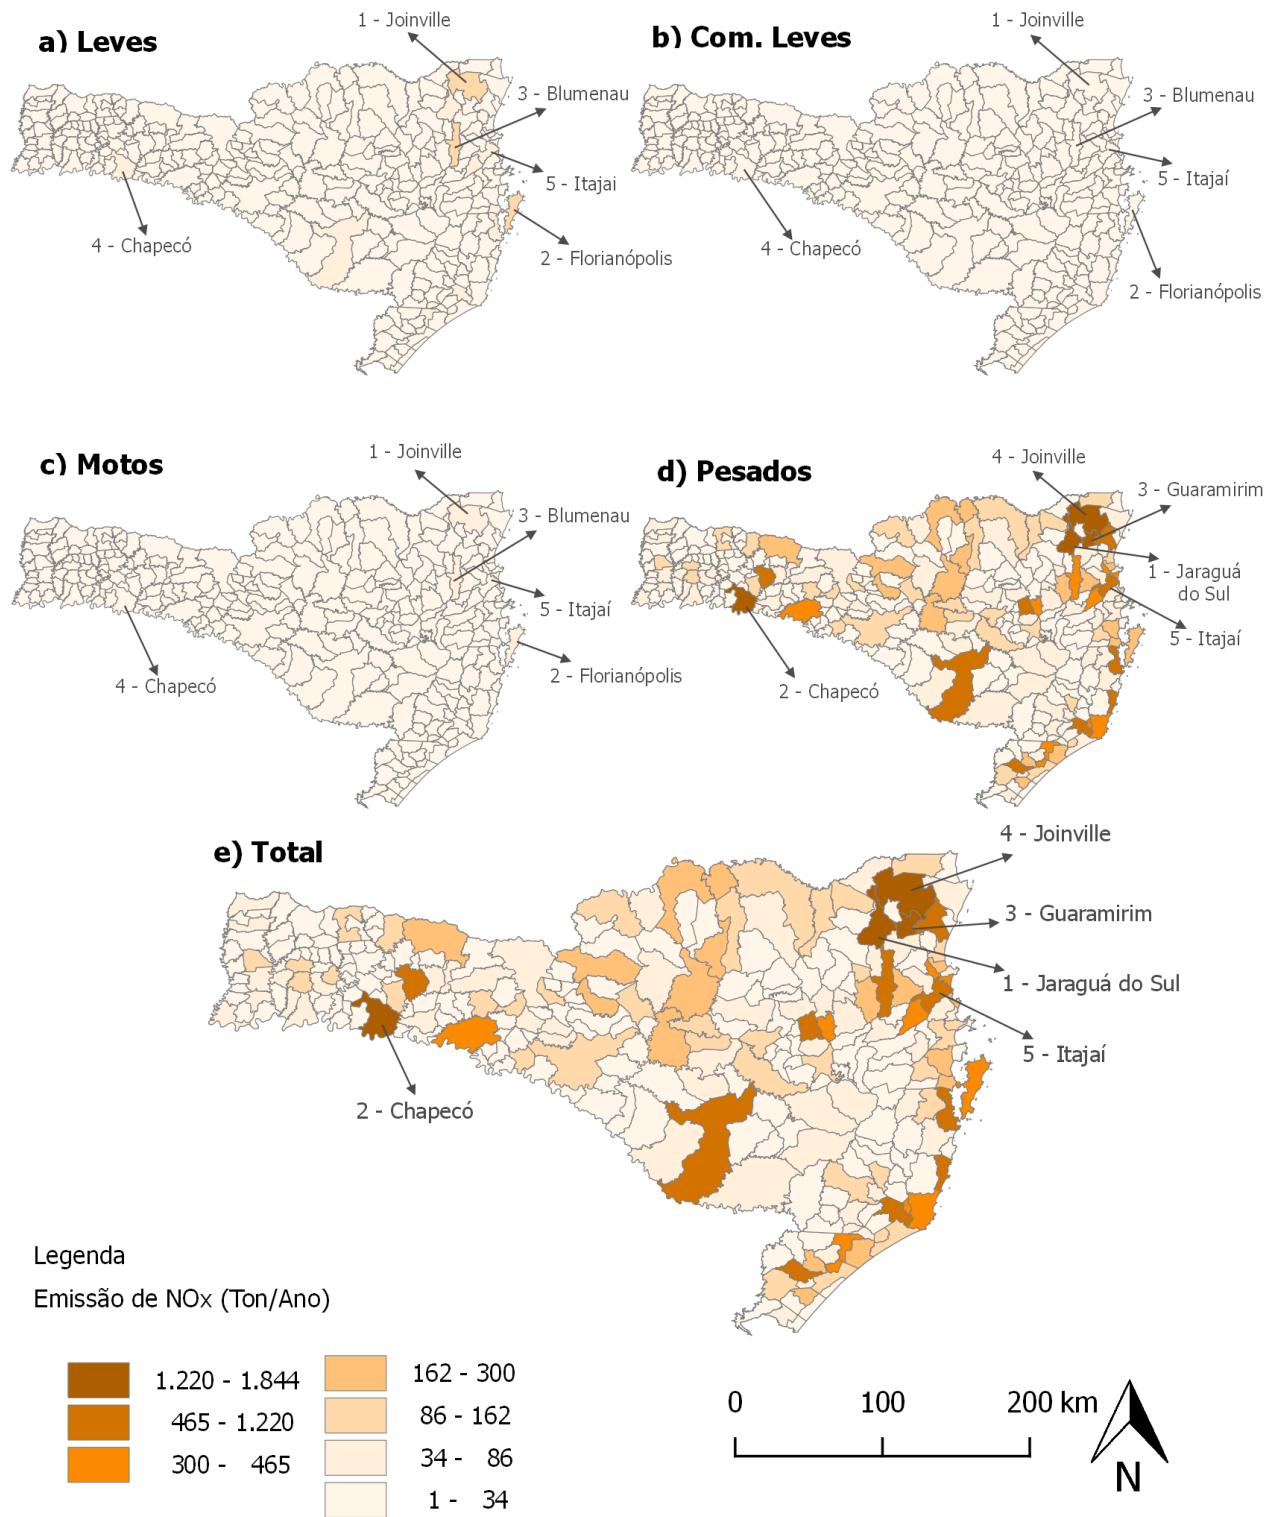 a) Leves
1 - Joinville
3 - Blumenau
5 - Itajai
2 - Florianópolis
4 - Chapecó
b) Com. Leves
1 - Joinville
3 - Blumenau
5 - Itajaí
2 - Florianópolis
4 - Chapecó
c) Motos
1 - Joinville
3 - Blumenau
5 - Itajaí
2 - Florianópolis
4 - Chapecó
d) Pesados
4 - Joinville
3 - Guaramirim
1 - Jaraguá
do Sul
5 - Itajaí
2 - Chapecó
e) Total
4 - Joinville
3 - Guaramirim
1 - Jaraguá do Sul
5 - Itajaí
2 - Chapecó
Legenda
Emissão de NOx (Ton/Ano)
1.220 - 1.844
465 - 1.220
300 - 465
162 - 300
86 - 162
34 - 86
1 - 34
0 100 200 km
N